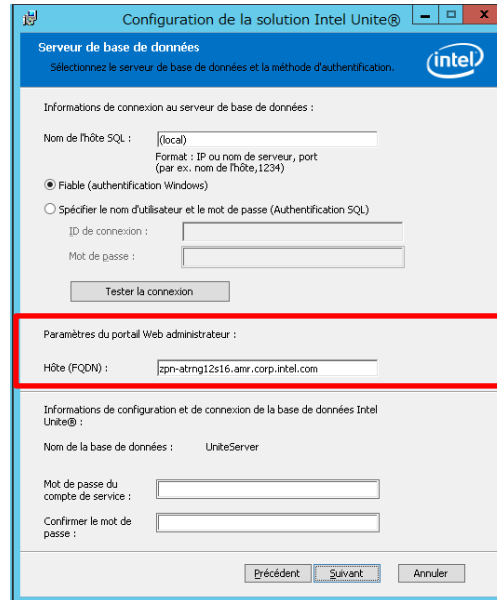 Configuration de la solution Intel Unite®
Serveur de base de données
Sélectionnez le serveur de base de données et la méthode d'authentification.
intel
Informations de connexion au serveur de base de données :
Nom de l'hôte SQL : (local)
Format : IP ou nom de serveur, port
(par ex. nom de l'hôte,1234)
Fiable (authentification Windows)
Spécifier le nom d'utilisateur et le mot de passe (Authentification SQL)
ID de connexion :
Mot de passe :
Tester la connexion
Paramètres du portail Web administrateur :
Hôte (FQDN) : zpn-atrng12s16.amr.corp.intel.com
Informations de configuration et de connexion de la base de données Intel
Unite® :
Nom de la base de données : UniteServer
Mot de passe du
compte de service :
Confirmer le mot de
passe :
Précédent Suivant Annuler